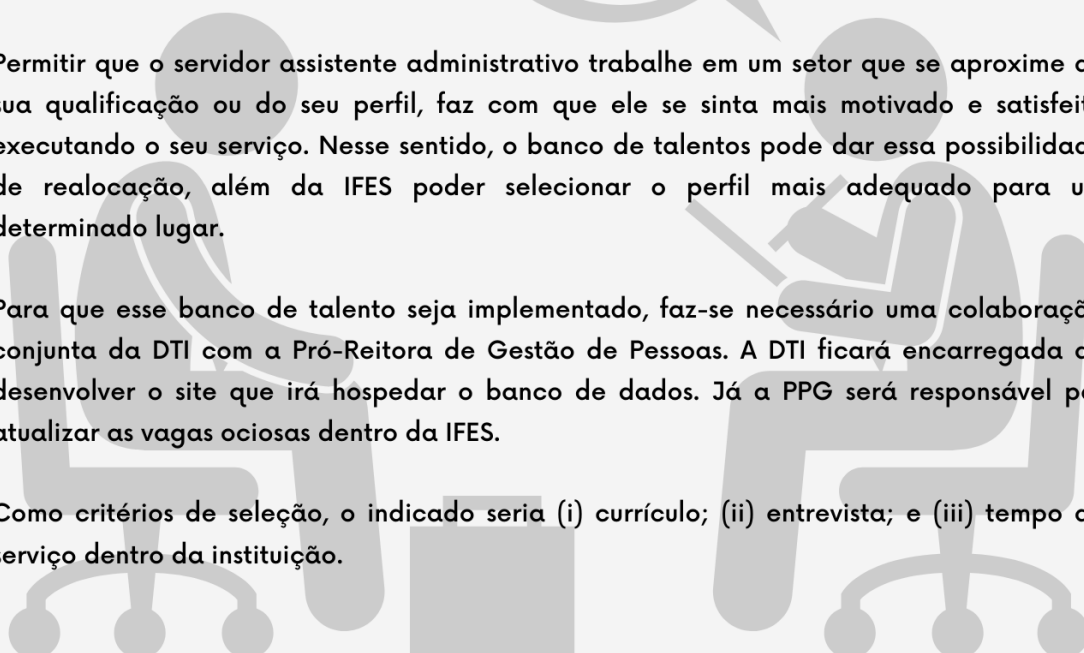 Permitir que o servidor assistente administrativo trabalhe em um setor que se aproxime
sua qualificação ou do seu perfil, faz com que ele se sinta mais motivado e satisfeit
executando o seu serviço. Nesse sentido, o banco de talentos pode dar essa possibilidad
de realocação, além da IFES poder selecionar o perfil mais adequado para u
determinado lugar.
Para que esse banco de talento seja implementado, faz-se necessário uma colaboraçã
conjunta da DTI com a Pró-Reitora de Gestão de Pessoas. A DTI ficará encarregada
desenvolver o site que irá hospedar o banco de dados. Já a PPG será responsável p
atualizar as vagas ociosas dentro da IFES.
Como critérios de seleção, o indicado seria (i) currículo; (ii) entrevista; e (iii) tempo
serviço dentro da instituição.